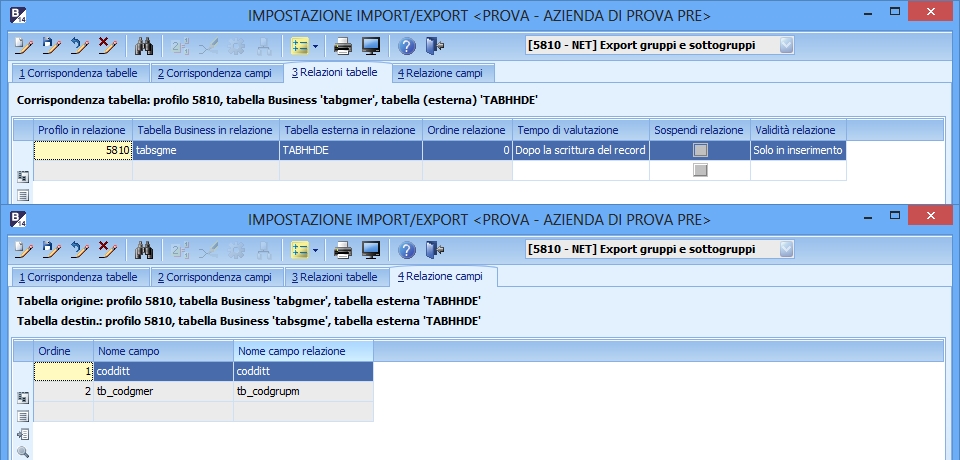 IMPOSTAZIONE IMPORT/EXPORT <PROVA - AZIENDA DI PROVA PRE>
[5810 - NET] Export gruppi e sottogruppi
1 Corrispondenza tabelle 2 Corrispondenza campi 3 Relazioni tabelle 4 Relazione campi
Corrispondenza tabella: profilo 5810, tabella Business 'tabgmer', tabella (esterna) 'TABHHDE'
Profilo in relazione Tabella Business in relazione Tabella esterna in relazione Ordine relazione Tempo di valutazione Sospendi relazione Validità relazione
5810 tabsgme TABHHDE 0 Dopo la scrittura del record Solo in inserimento
IMPOSTAZIONE IMPORT/EXPORT <PROVA - AZIENDA DI PROVA PRE>
[5810 - NET] Export gruppi e sottogruppi
1 Corrispondenza tabelle 2 Corrispondenza campi 3 Relazioni tabelle 4 Relazione campi
Tabella origine: profilo 5810, tabella Business 'tabgmer', tabella esterna 'TABHHDE'
Tabella destin.: profilo 5810, tabella Business 'tabsgme', tabella esterna 'TABHHDE'
Ordine Nome campo Nome campo relazione
1 codditt codditt
2 tb_codgmer tb_codgrupm